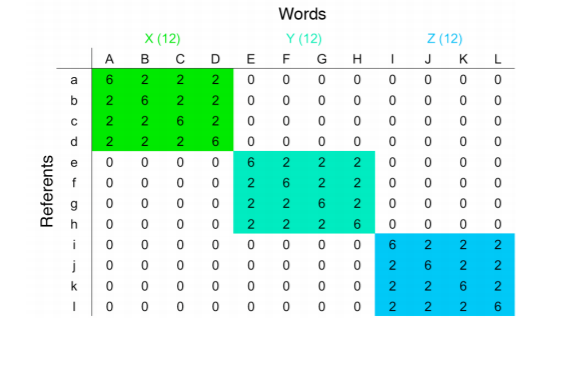 Words
X (12) Y (12) Z (12)
A B C D E F G H I J K L
a 6 2 2 2 0 0 0 0 0 0 0 0
b 2 6 2 2 0 0 0 0 0 0 0 0
c 2 2 6 2 0 0 0 0 0 0 0 0
d 2 2 2 6 0 0 0 0 0 0 0 0
Referents
e 0 0 0 0 6 2 2 2 0 0 0 0
f 0 0 0 0 2 6 2 2 0 0 0 0
g 0 0 0 0 2 2 6 2 0 0 0 0
h 0 0 0 0 2 2 2 6 0 0 0 0
i 0 0 0 0 0 0 0 0 6 2 2 2
j 0 0 0 0 0 0 0 0 2 6 2 2
k 0 0 0 0 0 0 0 0 2 2 6 2
l 0 0 0 0 0 0 0 0 2 2 2 6